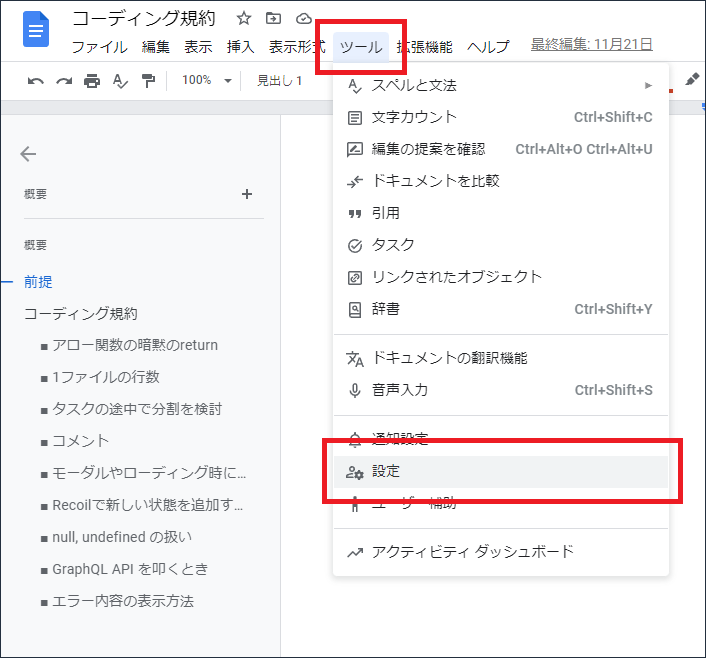 コーディング規約
ファイル 編集 表示 挿入 表示形式 ツール 拡張機能 ヘルプ 最終編集: 11月21日
100% 見出し 1
概要
概要
前提
コーディング規約
アロー関数の暗黙のreturn
1ファイルの行数
タスクの途中で分割を検討
コメント
モーダルやローディング時に...
Recoilで新しい状態を追加す...
null, undefined の扱い
GraphQL API を叩くとき
エラー内容の表示方法
スペルと文法
文字カウント Ctrl+Shift+C
編集の提案を確認 Ctrl+Alt+O Ctrl+Alt+U
ドキュメントを比較
引用
タスク
リンクされたオブジェクト
辞書 Ctrl+Shift+Y
ドキュメントの翻訳機能
音声入力 Ctrl+Shift+S
通知設定
設定
ユーザー補助
アクティビティ ダッシュボード